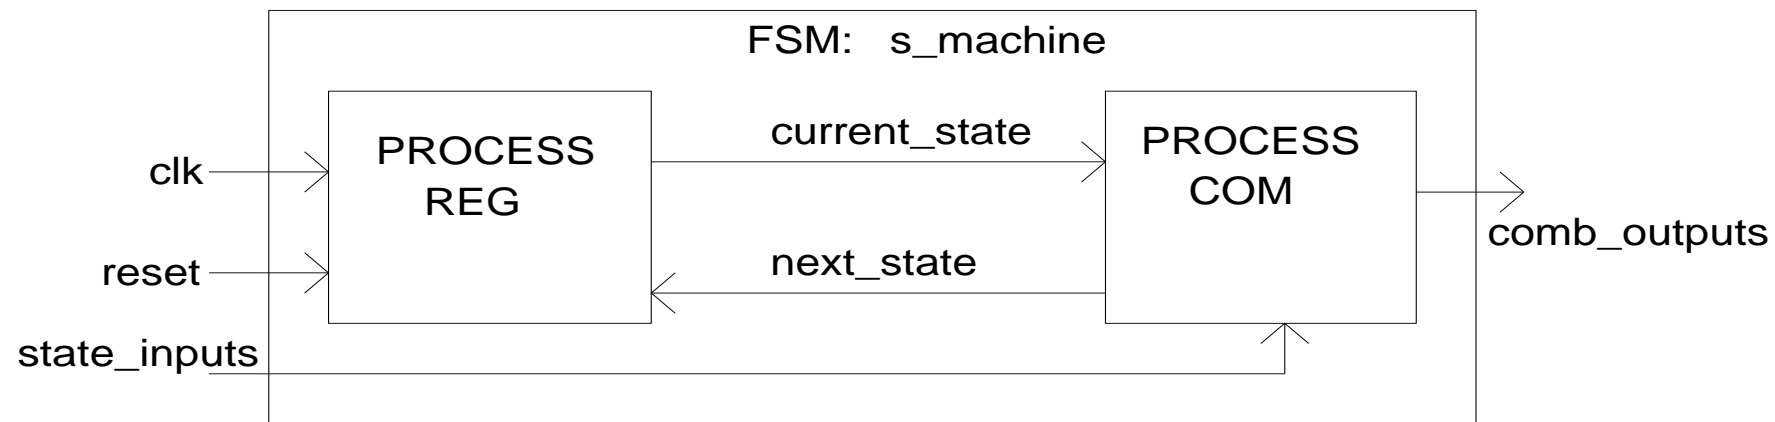 FSM: s_machine
PROCESS
REG
current_state
PROCESS
COM
clk
reset
next_state
comb_outputs
state_inputs